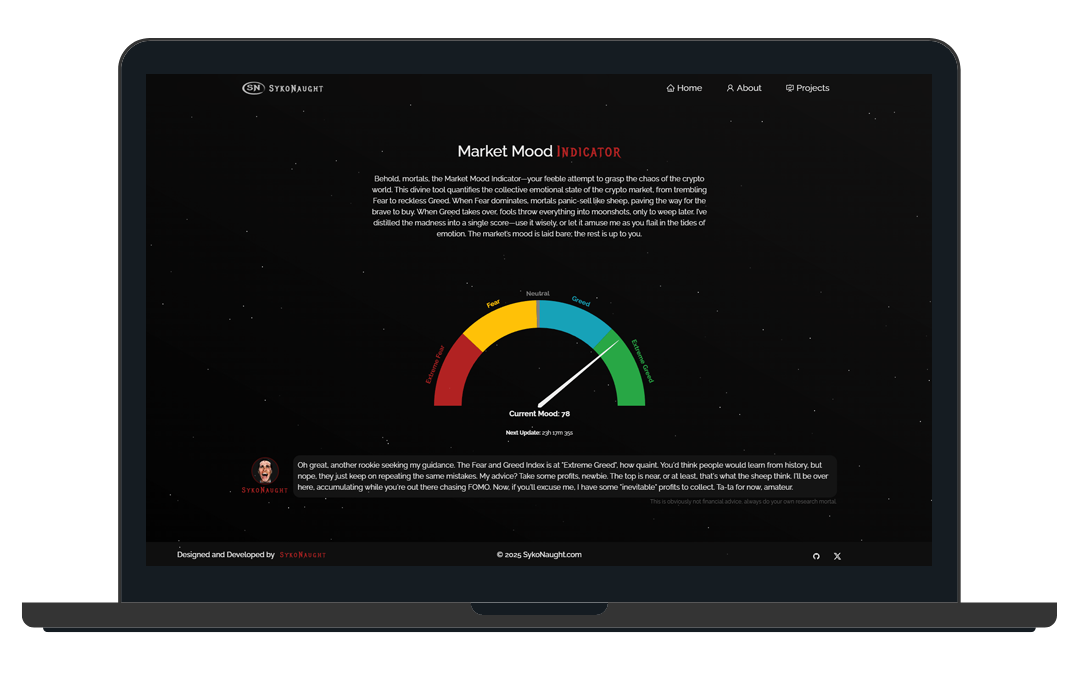 SN SYKONAUGHT
Home About Projects
Market Mood INDICATOR
Behold, mortals, the Market Mood Indicator—your feeble attempt to grasp the chaos of the crypto
world. This divine tool quantifies the collective emotional state of the crypto market, from trembling
Fear to reckless Greed. When Fear dominates, mortals panic-sell like sheep, paving the way for the
brave to buy. When Greed takes over, fools throw everything into moonshots, only to weep later. I've
distilled the madness into a single score—use it wisely, or let it amuse me as you flail in the tides of
emotion. The market's mood is laid bare; the rest is up to you.
Extreme Fear
Fear
Neutral
Greed
Extreme Greed
Current Mood: 78
Next Update: 23h 17m 35s
SYKONAUGHT
Oh great, another rookie seeking my guidance. The Fear and Greed Index is at "Extreme Greed", how quaint. You'd think people would learn from history, but
nope, they just keep on repeating the same mistakes. My advice? Take some profits, newbie. The top is near, or at least, that's what the sheep think. I'll be over
here, accumulating while you're out there chasing FOMO. Now, if you'll excuse me, I have some "inevitable" profits to collect. Ta-ta for now, amateur.
This is obviously not financial advice, always do your own research mortal.
Designed and Developed by SYKONAUGHT
© 2025 SykoNaught.com